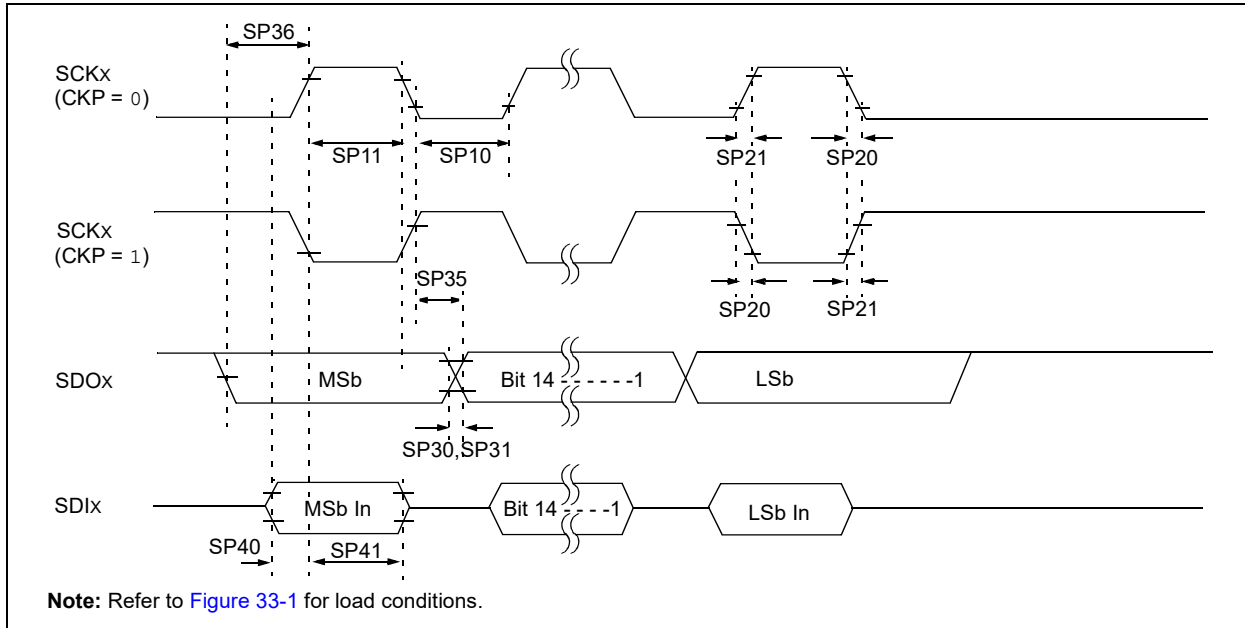 SP36
SCKx
(CKP = 0)
SP11
SP10
SP21
SP20
SCKx
(CKP = 1)
SP35
SP20
SP21
SDOx
MSb
Bit 14 - - - - - -1
LSb
SP30,SP31
SDIx
MSb In
Bit 14 - - - -1
LSb In
SP40
SP41
Note: Refer to Figure 33-1 for load conditions.